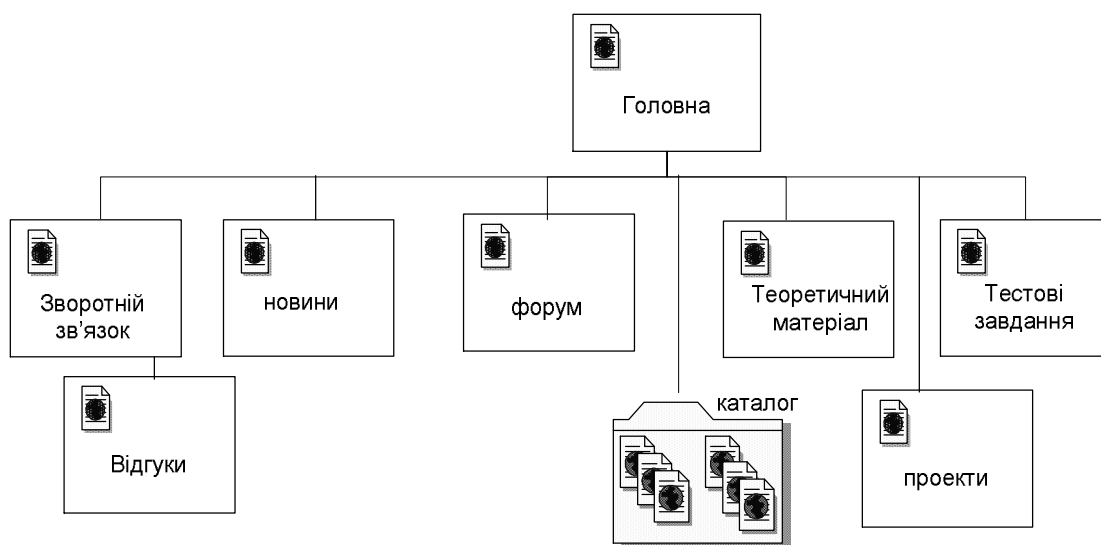 Головна
Зворотній
зв’язок
новини
форум
Теоретичний
матеріал
Тестові
завдання
Відгуки
каталог
проекти